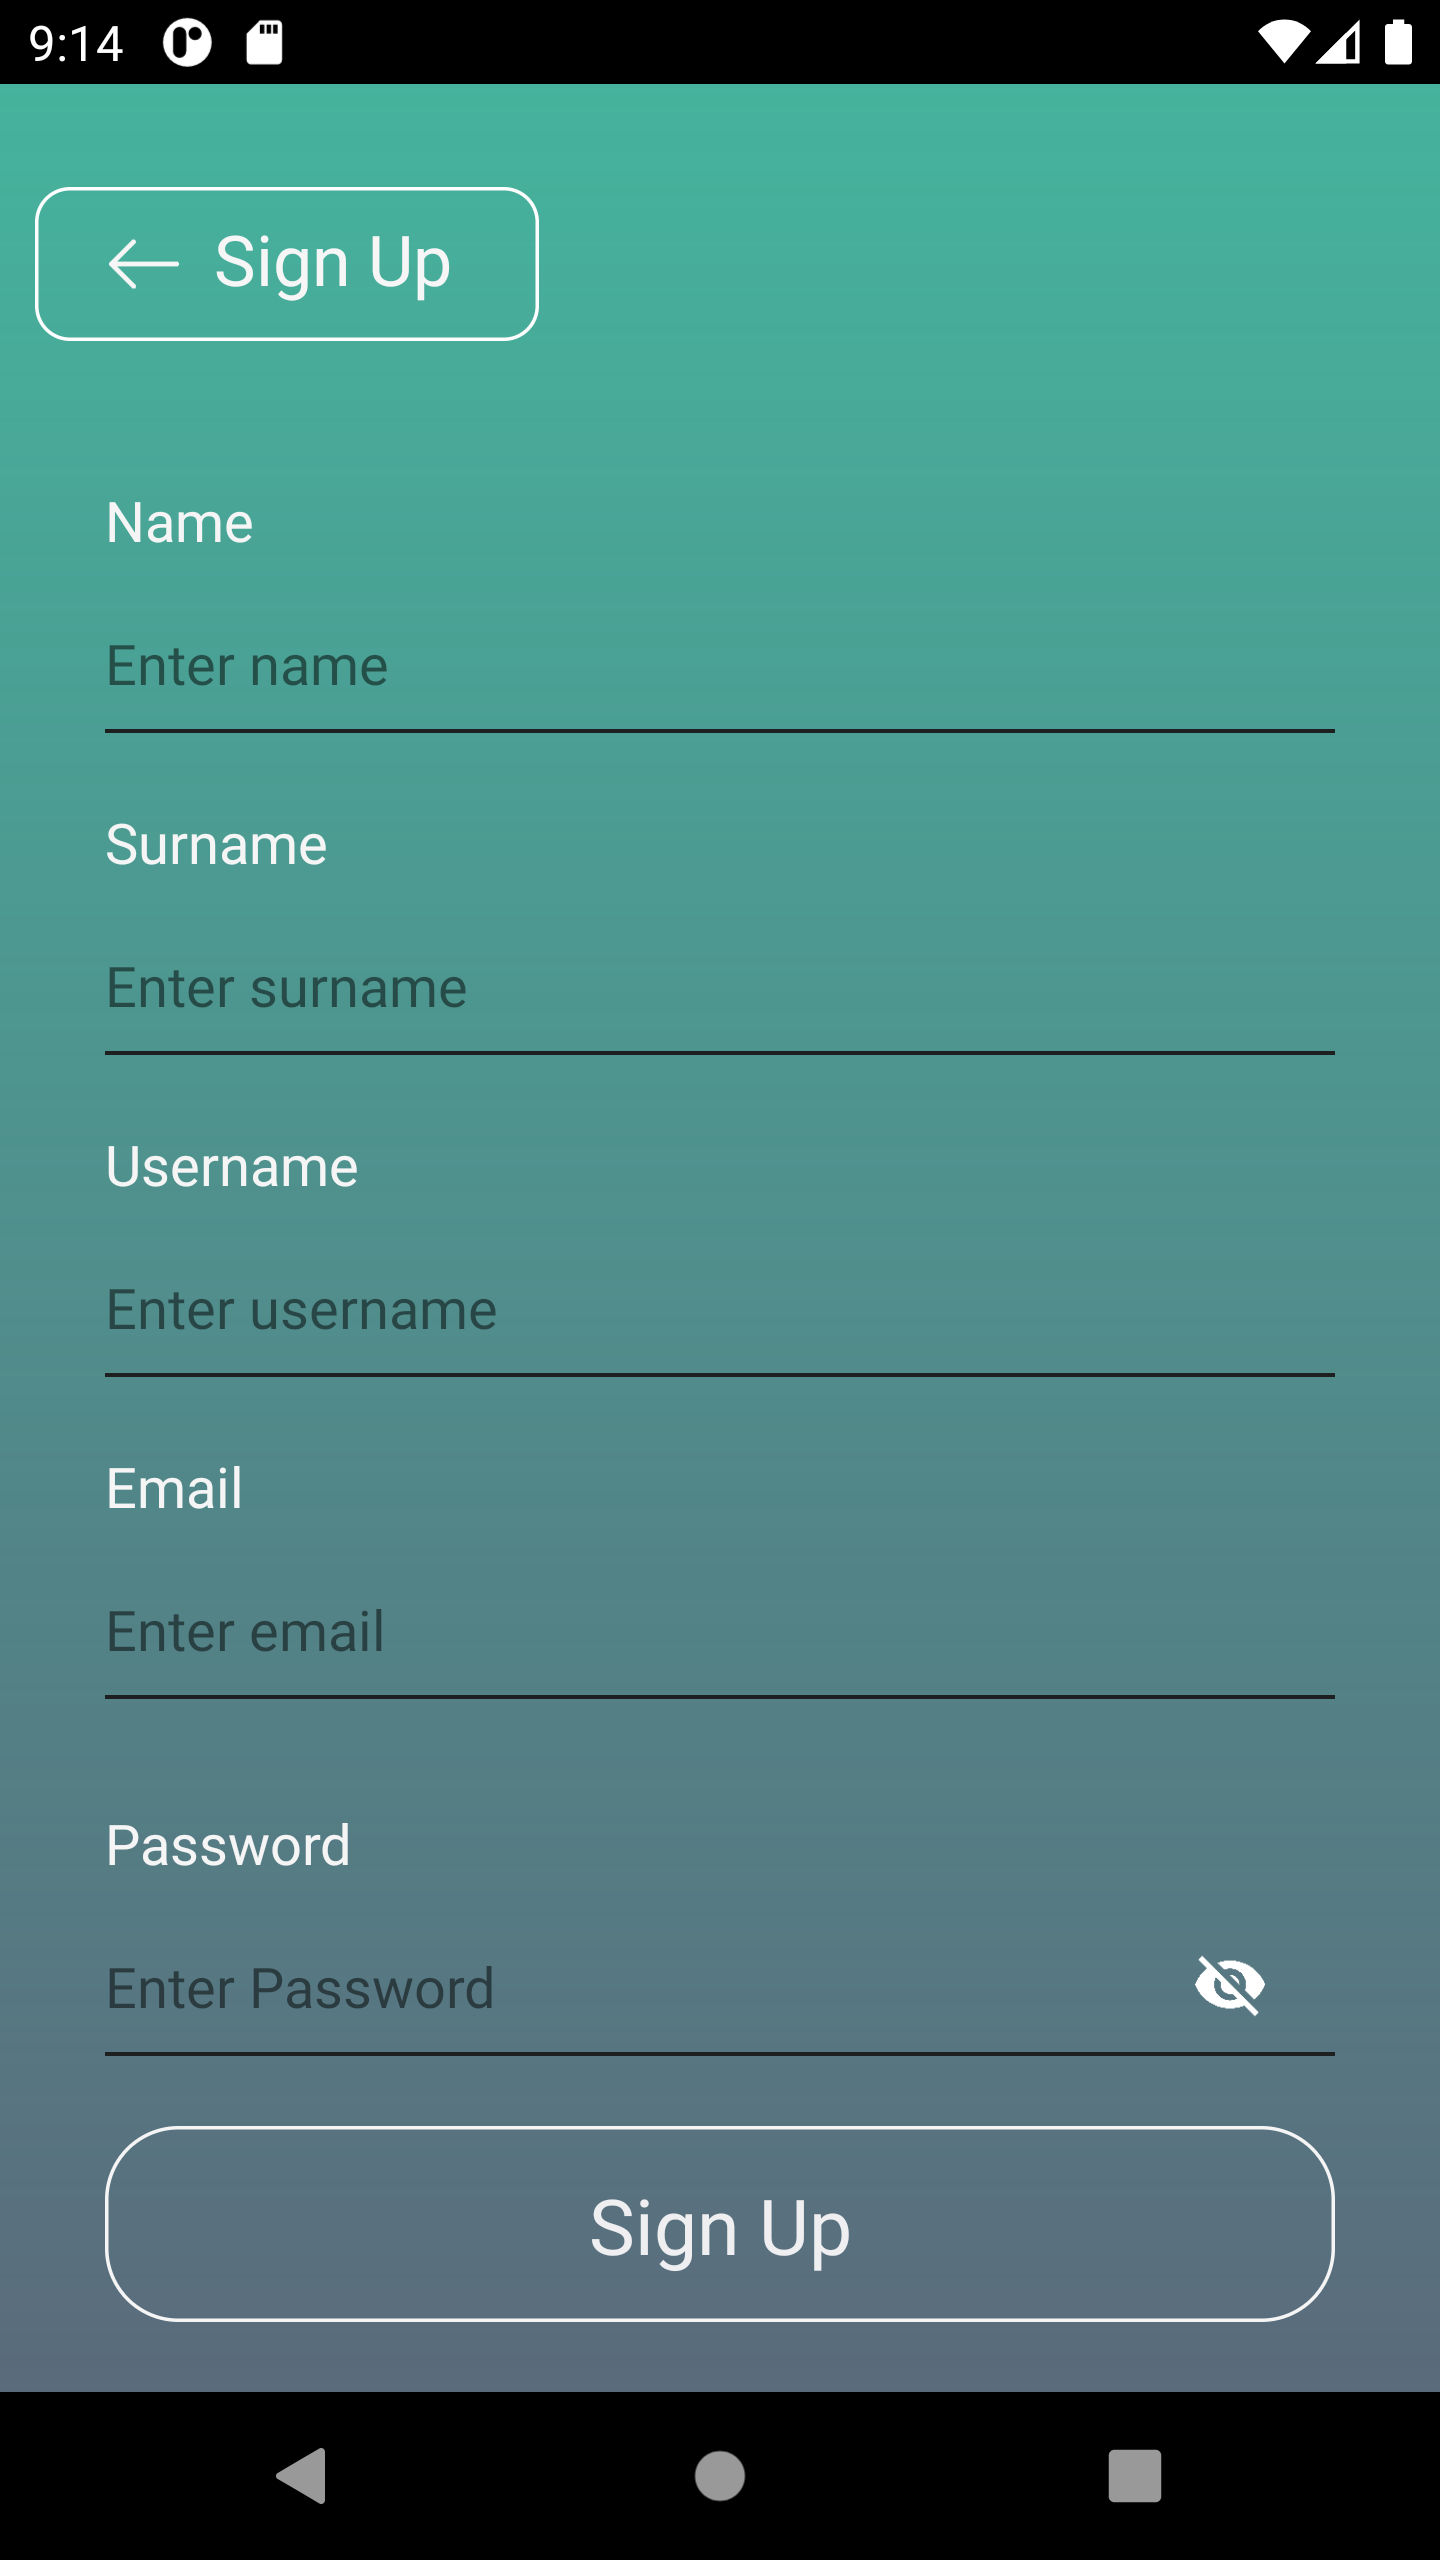 9:14
Sign Up
Name
Enter name
Surname
Enter surname
Username
Enter username
Email
Enter email
Password
Enter Password
Sign Up